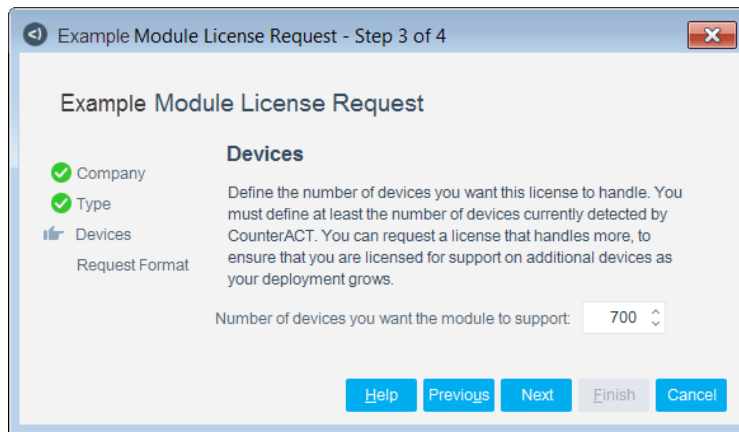 Example Module License Request - Step 3 of 4
Example Module License Request
Company
Type
Devices
Request Format
Devices
Define the number of devices you want this license to handle. You
must define at least the number of devices currently detected by
CounterACT. You can request a license that handles more, to
ensure that you are licensed for support on additional devices as
your deployment grows.
Number of devices you want the module to support: 700
Help Previous Next Finish Cancel